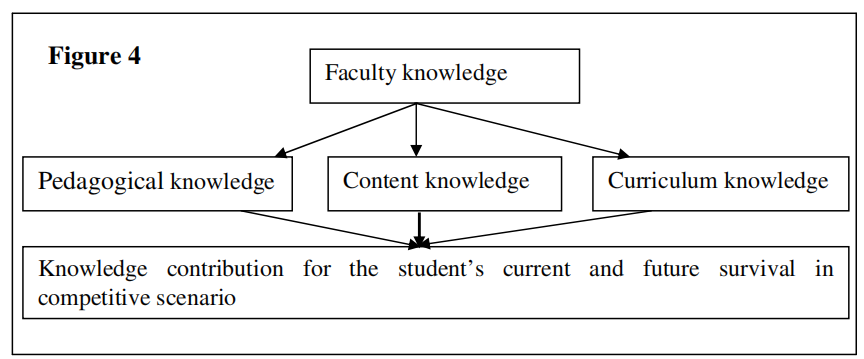 Figure 4
Faculty knowledge
Pedagogical knowledge
Content knowledge
Curriculum knowledge
Knowledge contribution for the student’s current and future survival in
competitive scenario